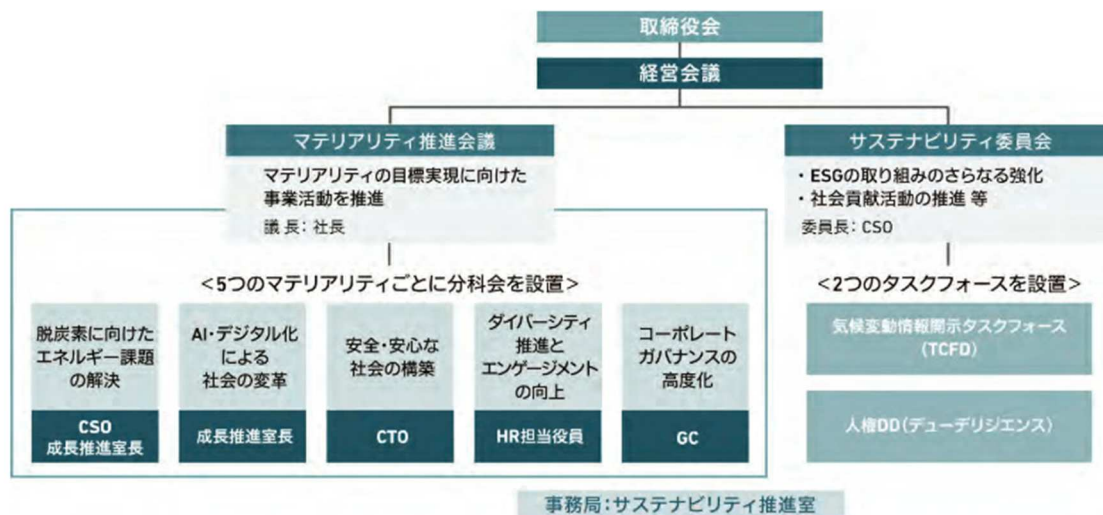 取締役会
経営会議
マテリアリティ推進会議
マテリアリティの目標実現に向けた
事業活動を推進
議 長：社長
サステナビリティ委員会
・ESGの取り組みのさらなる強化
・社会貢献活動の推進 等
委員長：CSO
＜5つのマテリアリティごとに分科会を設置＞
脱炭素に向けた
エネルギー課題
の解決
CSO
成長推進室長
AI・デジタル化
による
社会の変革
成長推進室長
安全・安心な
社会の構築
CTO
ダイバーシティ
推進と
エンゲージメント
の向上
HR担当役員
コーポレート
ガバナンスの
高度化
GC
＜2つのタスクフォースを設置＞
気候変動情報開示タスクフォース
（TCFD）
人権DD（デューデリジエンス）
事務局：サステナビリティ推進室